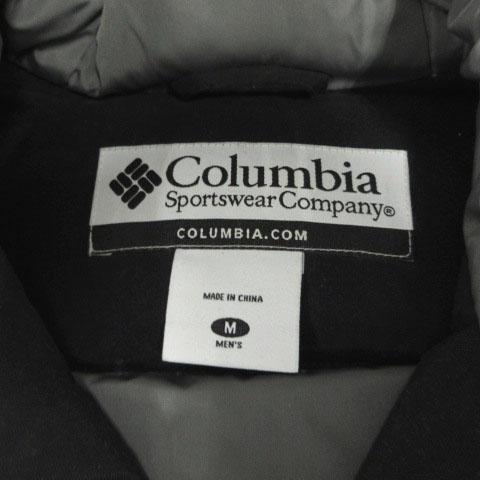 Columbia
Sportswear Company®
COLUMBIA.COM
MADE IN CHINA
M
MEN'S